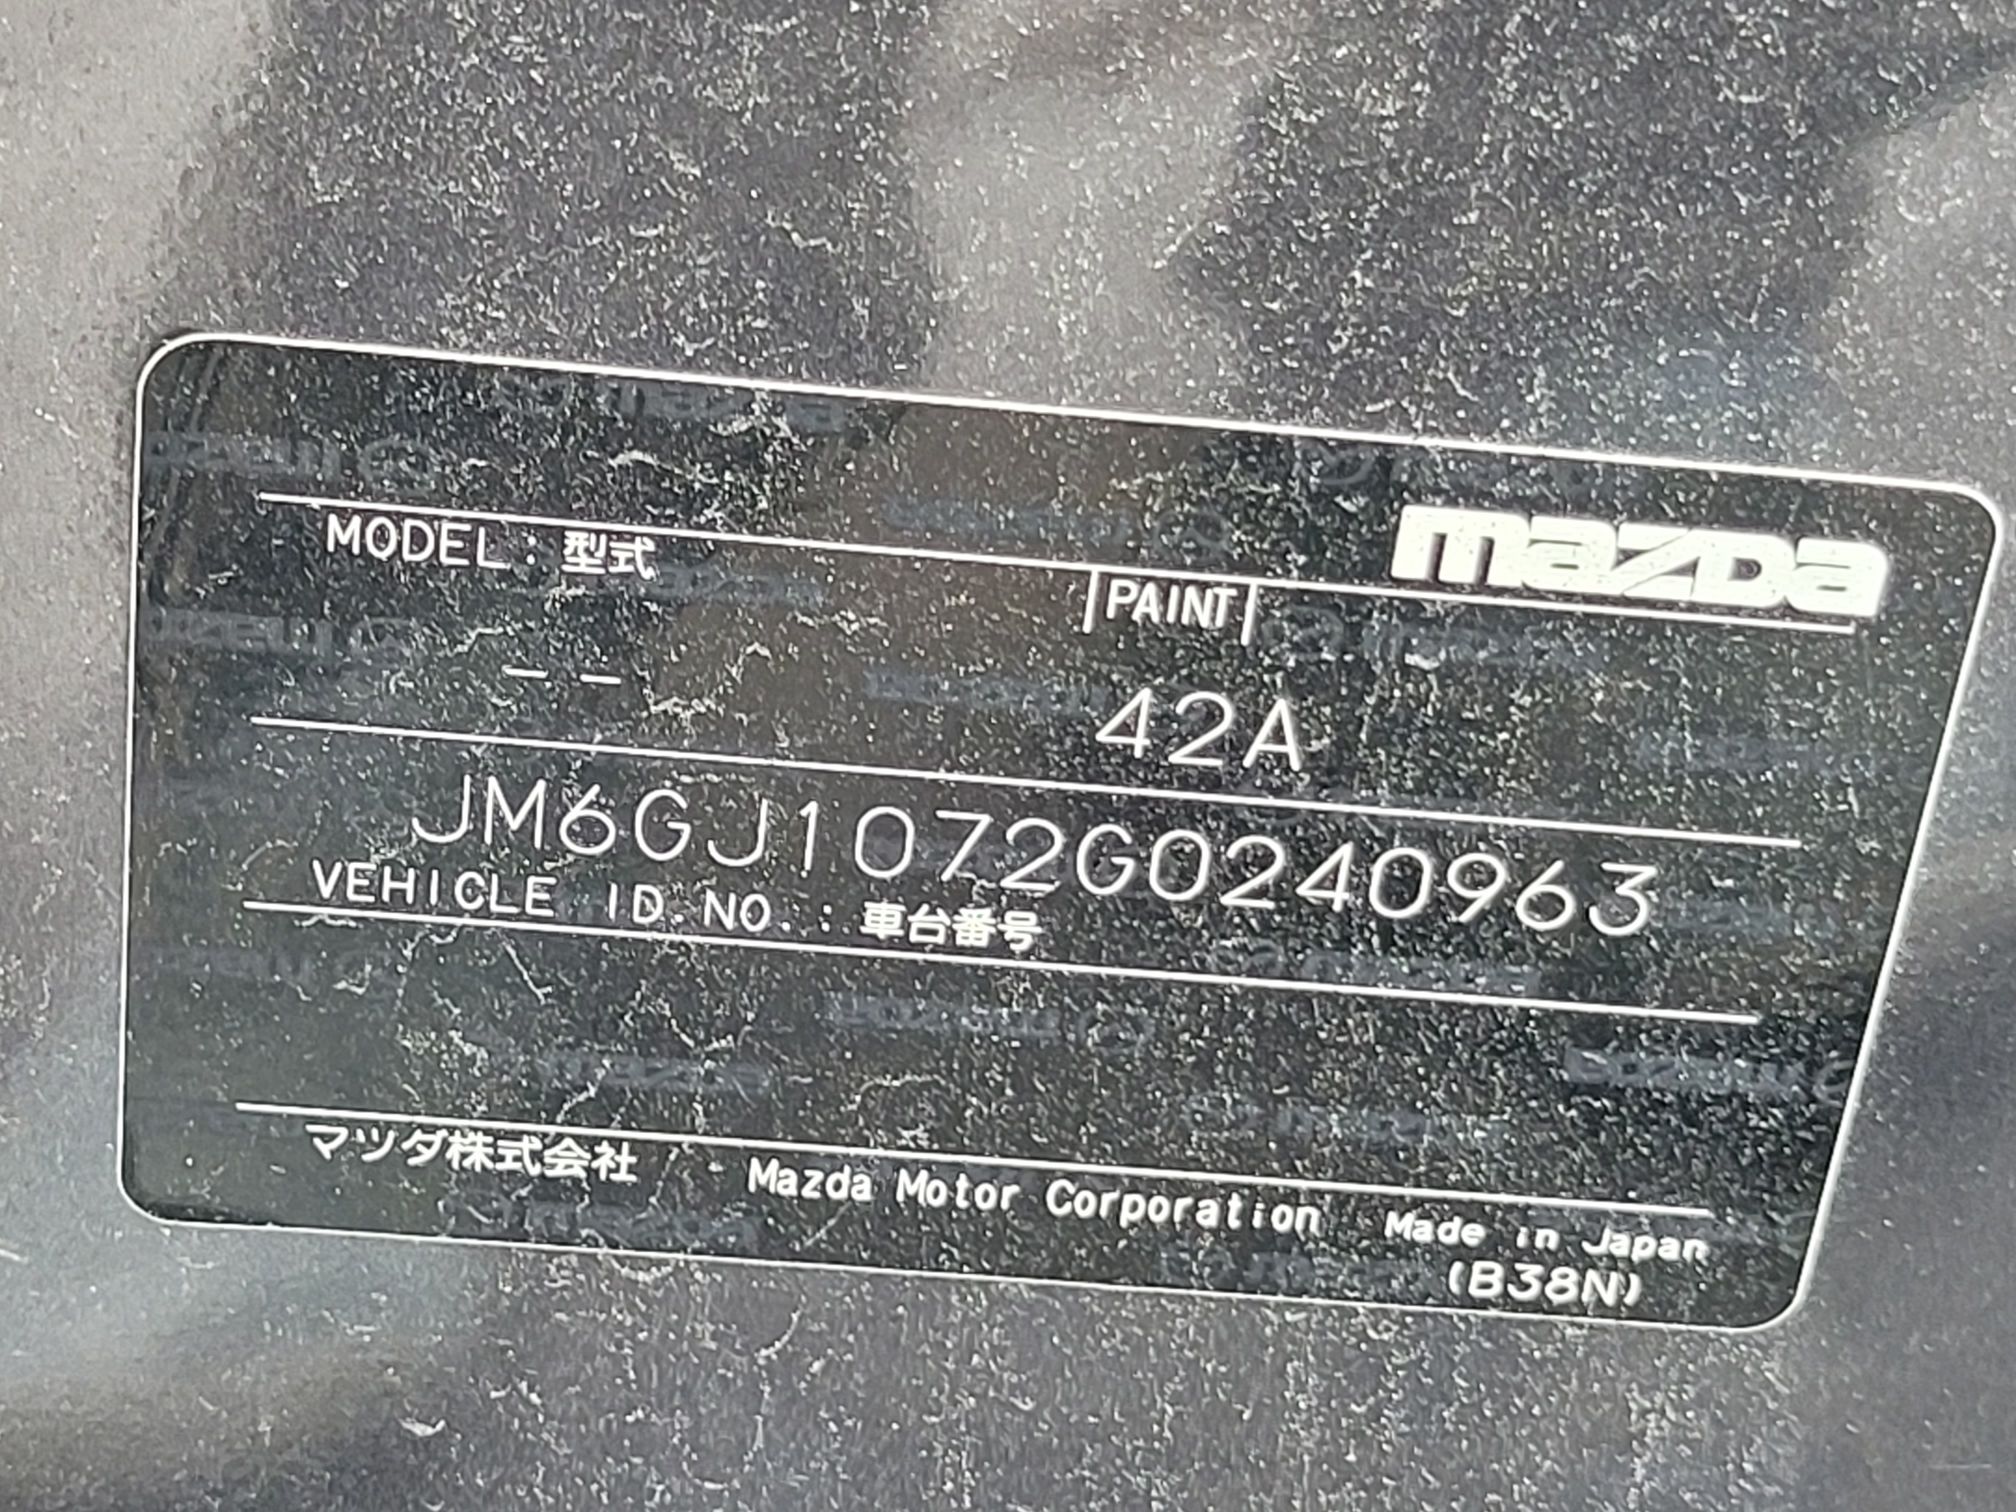 mazda
MODEL : 型式
PAINT
- - 42A
JM6GJ1072G0240963
VEHICLE ID.NO. : 車台番号
マツダ株式会社 Mazda Motor Corporation Made in Japan
(B38N)